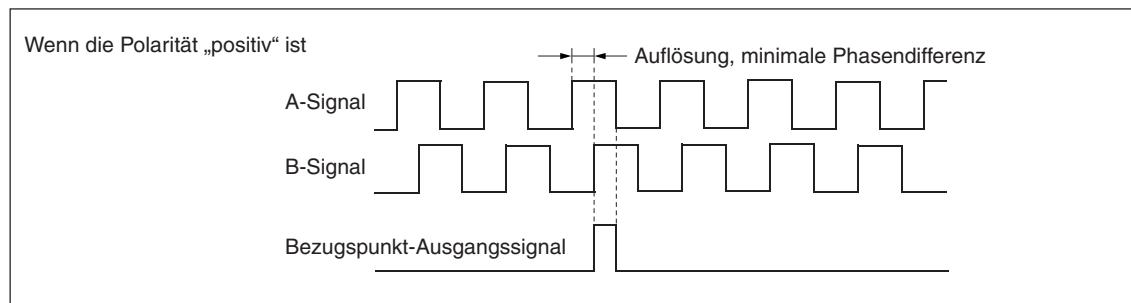 Wenn die Polarität „positiv“ ist
Auflösung, minimale Phasendifferenz
A-Signal
B-Signal
Bezugspunkt-Ausgangssignal